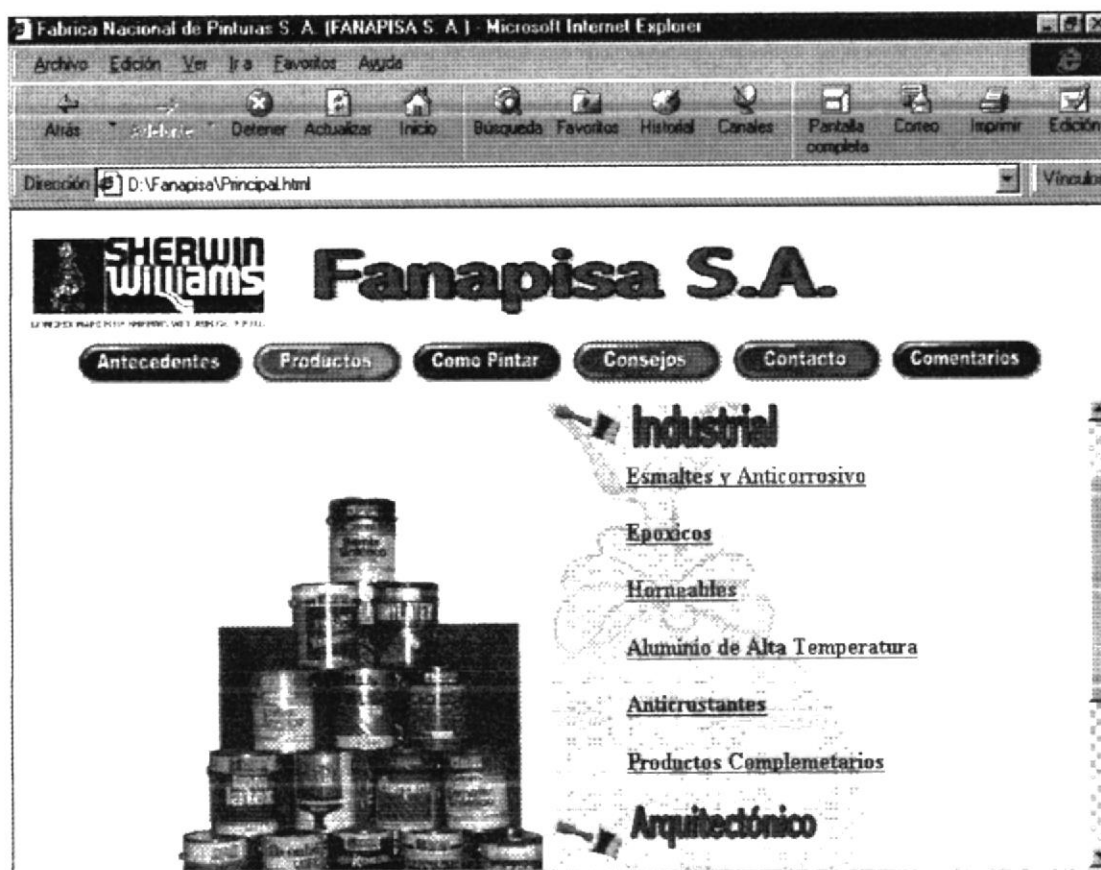 Fabrica Nacional de Pinturas S. A. (FANAPISA S. A.) - Microsoft Internet Explorer
Archivo Edición Ver Ir a Favoritos Ayuda
Atrás Adelante Detener Actualizar Inicio Búsqueda Favoritos Historial Canales Pantalla completa Correo Imprimir Edición
Dirección D:\Fanapisa\Principal.html Vínculos
SHERWIN WILLIAMS
Fanapisa S.A.
Antecedentes Productos Como Pintar Consejos Contacto Comentarios
Industrial
Esmaltes y Anticorrosivo
Epoxicos
Horneables
Aluminio de Alta Temperatura
Anticrustantes
Productos Complemetarios
Arquitectónico
latex